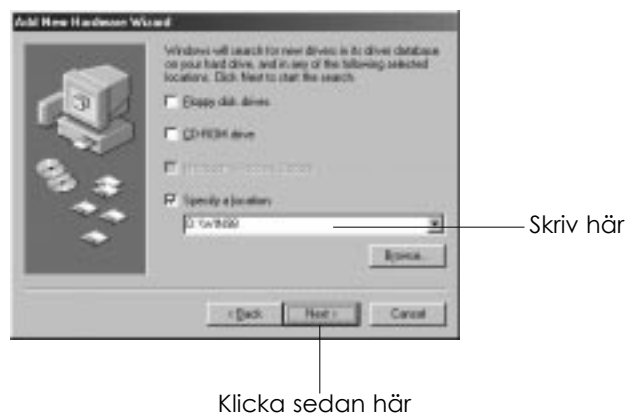 Add New Hardware Wizard
Windows will search for new drivers in its driver database
on your hard drive, and in any of the following selected
locations. Click Next to start the search.
Floppy disk drives
CD-ROM drive
Specify a location:
D:\WIN98
Skriv här
Browse...
< Back Next > Cancel
Klicka sedan här